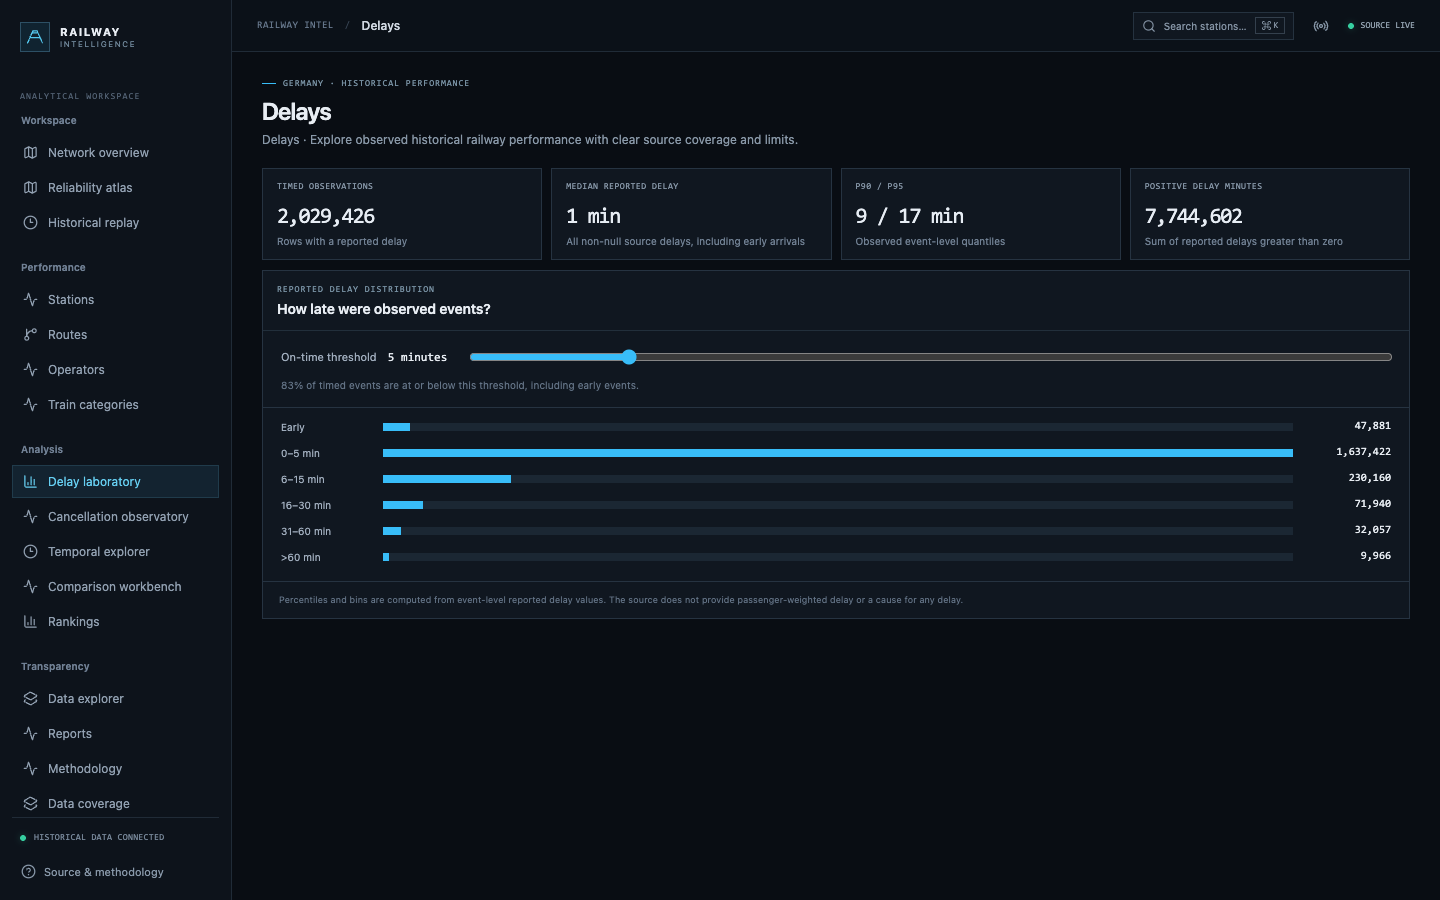 RAILWAY
INTELLIGENCE
ANALYTICAL WORKSPACE
Workspace
Network overview
Reliability atlas
Historical replay
Performance
Stations
Routes
Operators
Train categories
Analysis
Delay laboratory
Cancellation observatory
Temporal explorer
Comparison workbench
Rankings
Transparency
Data explorer
Reports
Methodology
Data coverage
HISTORICAL DATA CONNECTED
Source & methodology
RAILWAY INTEL / Delays
Search stations... ⌘K
SOURCE LIVE
GERMANY · HISTORICAL PERFORMANCE
Delays
Delays · Explore observed historical railway performance with clear source coverage and limits.
TIMED OBSERVATIONS
2,029,426
Rows with a reported delay
MEDIAN REPORTED DELAY
1 min
All non-null source delays, including early arrivals
P90 / P95
9 / 17 min
Observed event-level quantiles
POSITIVE DELAY MINUTES
7,744,602
Sum of reported delays greater than zero
REPORTED DELAY DISTRIBUTION
How late were observed events?
On-time threshold 5 minutes
83% of timed events are at or below this threshold, including early events.
Early 47,881
0–5 min 1,637,422
6–15 min 230,160
16–30 min 71,940
31–60 min 32,057
>60 min 9,966
Percentiles and bins are computed from event-level reported delay values. The source does not provide passenger-weighted delay or a cause for any delay.